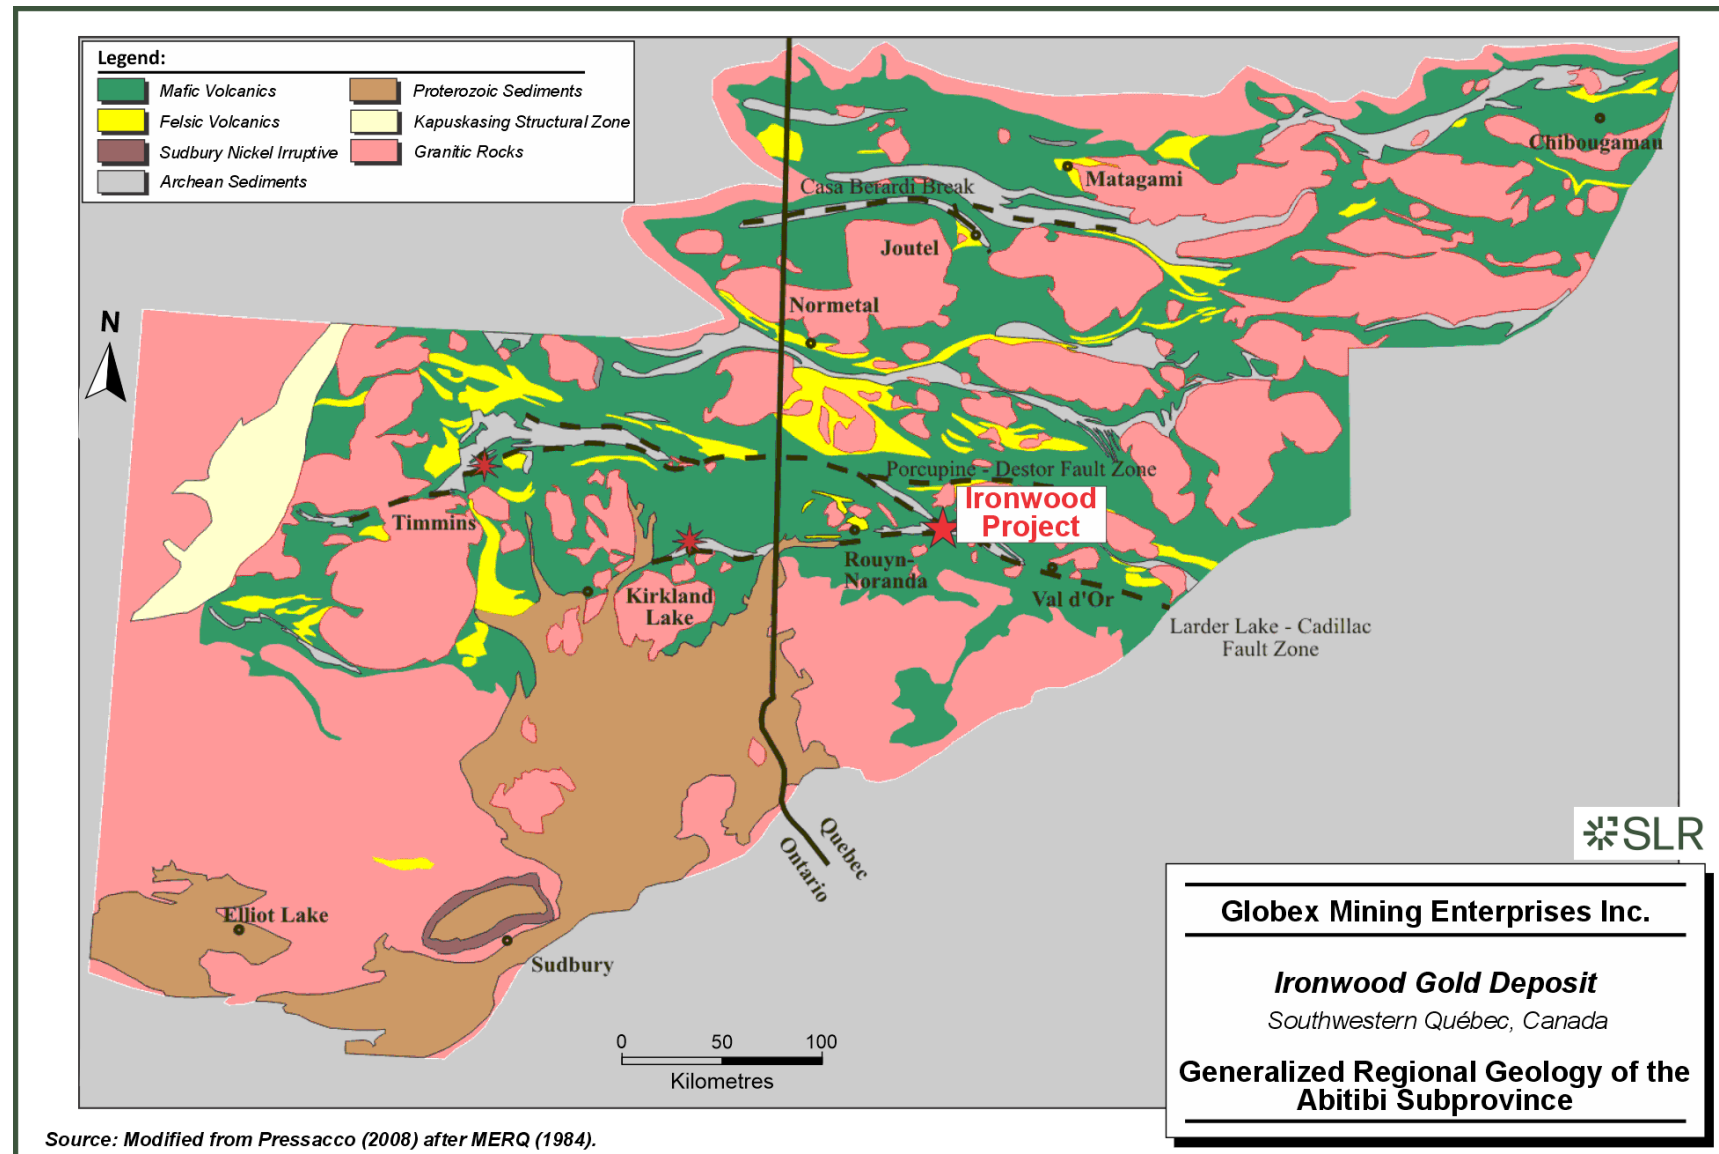 Legend:
Mafic Volcanics
Felsic Volcanics
Sudbury Nickel Irruptive
Archean Sediments
Proterozoic Sediments
Kapuskasing Structural Zone
Granitic Rocks
N
Chibougamau
Matagami
Casa Berardi Break
Joutel
Normetal
Porcupine - Destor Fault Zone
Ironwood
Project
Timmins
Rouyn-
Noranda
Kirkland
Lake
Val d'Or
Larder Lake - Cadillac
Fault Zone
Quebec
Ontario
Elliot Lake
Sudbury
0 50 100
Kilometres
SLR
Globex Mining Enterprises Inc.
Ironwood Gold Deposit
Southwestern Québec, Canada
Generalized Regional Geology of the
Abitibi Subprovince
Source: Modified from Pressacco (2008) after MERQ (1984).